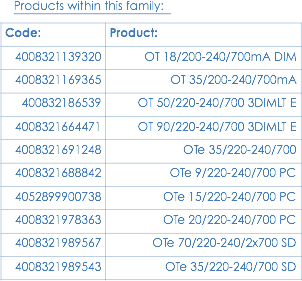 Products within this family:
Code: Product:
4008321139320 OT 18/200-240/700mA DIM
4008321169365 OT 35/200-240/700mA
400832186539 OT 50/220-240/700 3DIMLT E
4008321664471 OT 90/220-240/700 3DIMLT E
4008321691248 OTe 35/220-240/700
4008321688842 OTe 9/220-240/700 PC
4052899900738 OTe 15/220-240/700 PC
4008321978363 OTe 20/220-240/700 PC
4008321989567 OTe 70/220-240/2x700 SD
4008321989543 OTe 35/220-240/700 SD